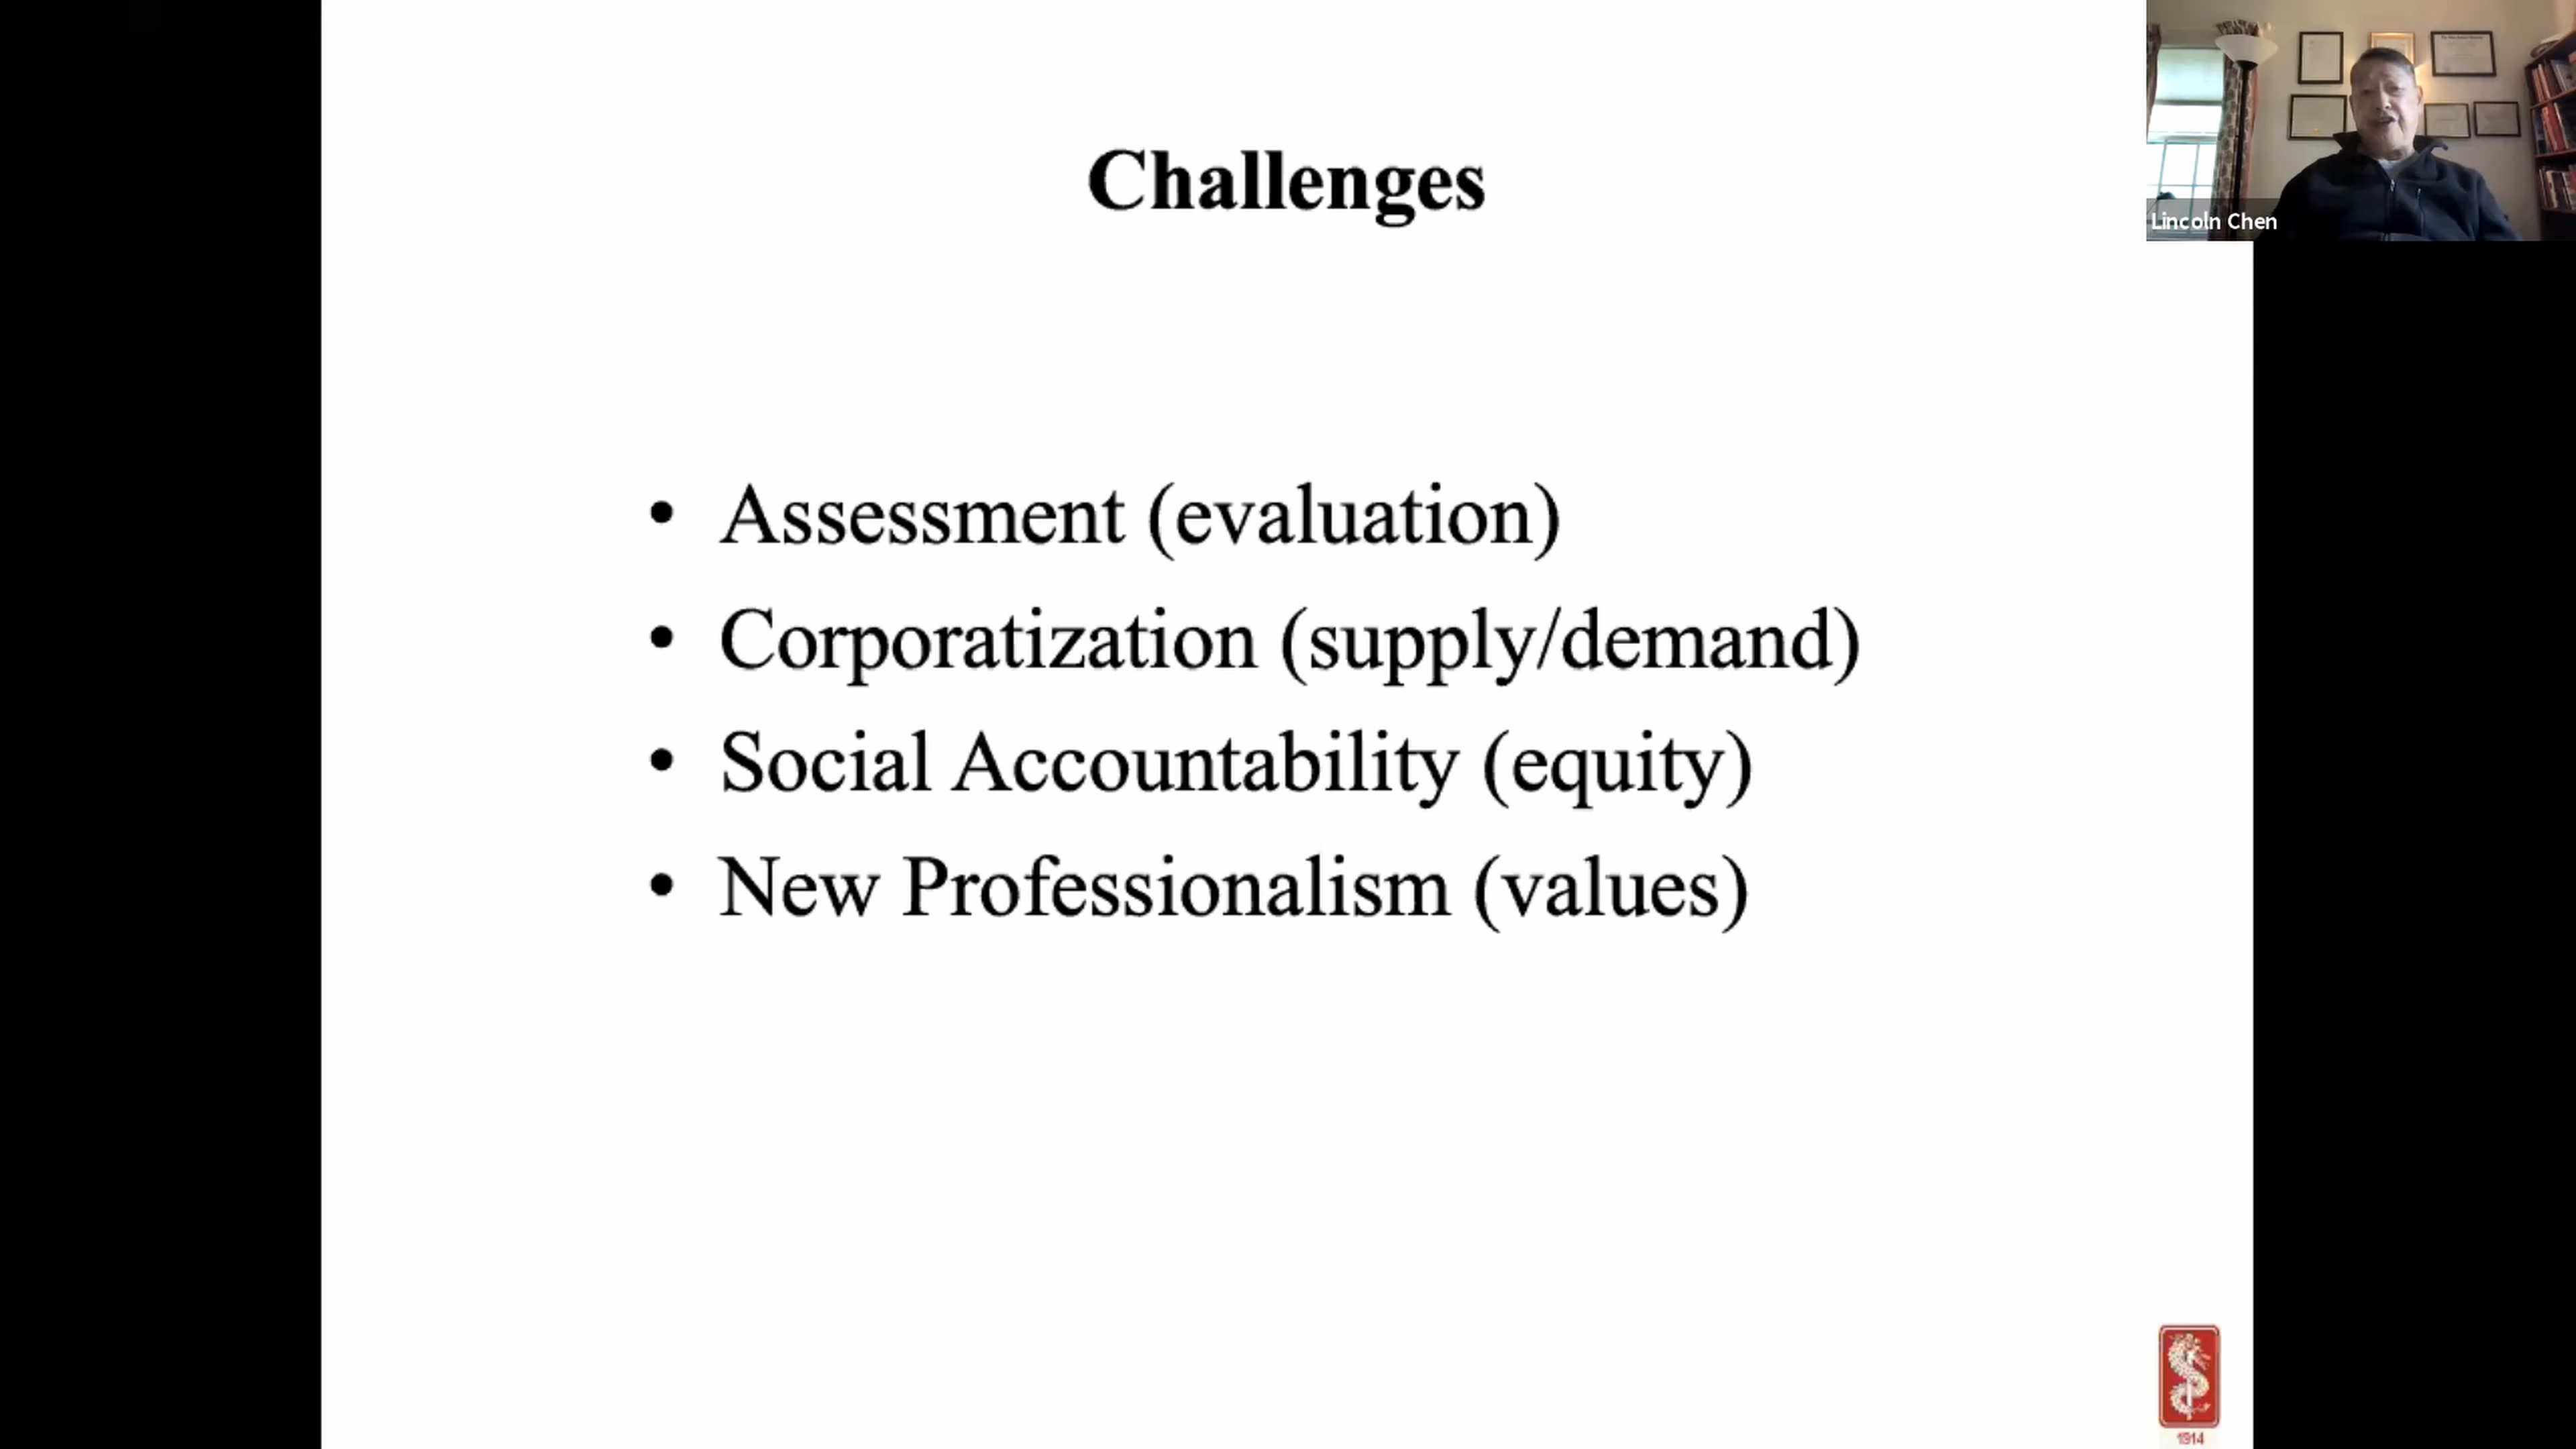 Challenges
Lincoln Chen
• Assessment (evaluation)
• Corporatization (supply/demand)
• Social Accountability (equity)
• New Professionalism (values)
1914